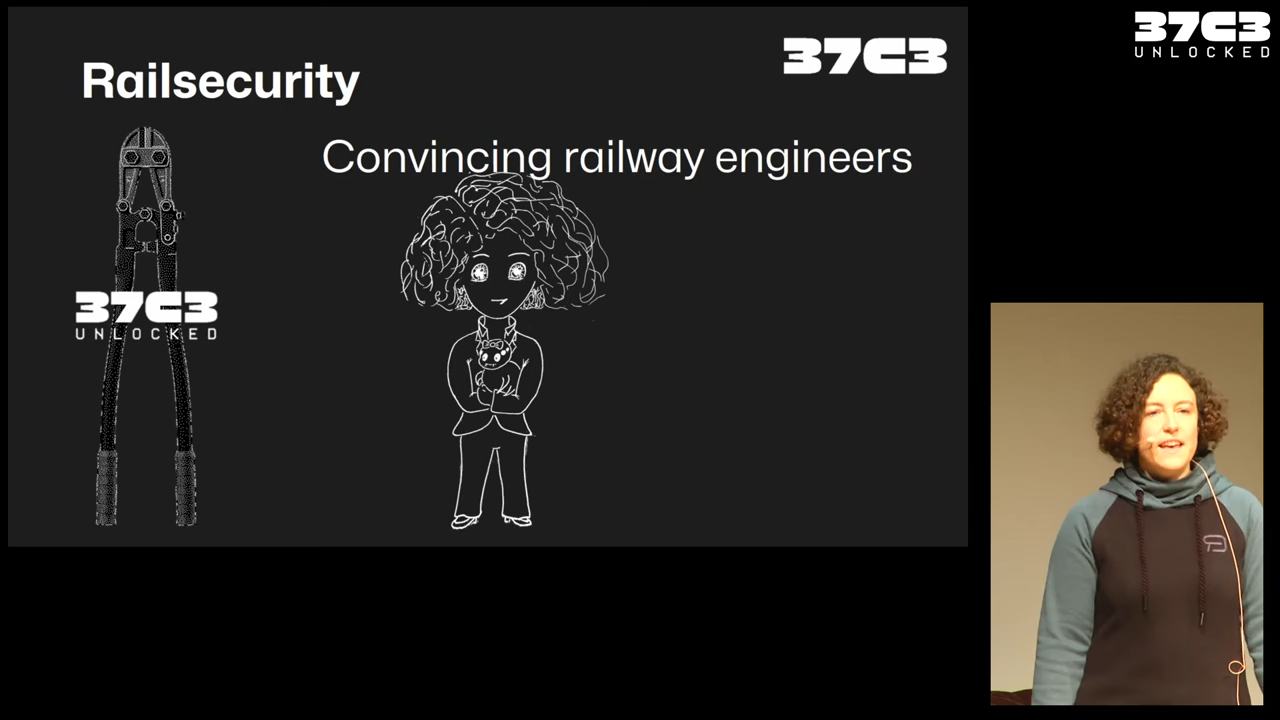 Railsecurity
37C3
Convincing railway engineers
37C3
UNLOCKED
37C3
UNLOCKED